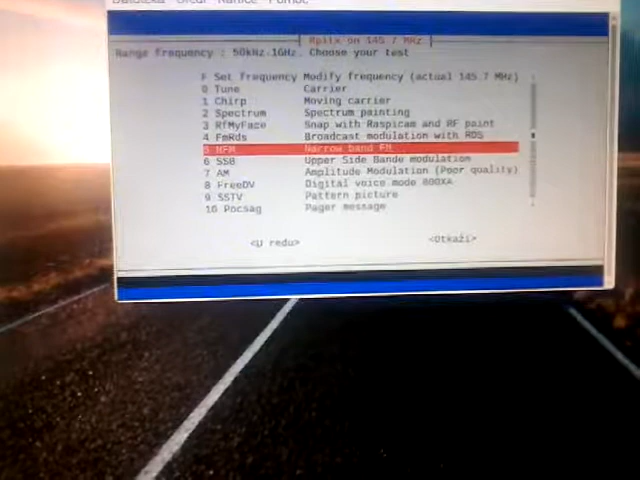 Datoteka Uredi Kartice Pomoć
Rpitx on 145.7 MHz
Range frequency : 50kHz-1GHz. Choose your test
F Set frequency Modify frequency (actual 145.7 MHz)
0 Tune Carrier
1 Chirp Moving carrier
2 Spectrum Spectrum painting
3 RfMyFace Snap with Raspicam and RF paint
4 FmRds Broadcast modulation with RDS
5 NFM Narrow band FM
6 SSB Upper Side Bande modulation
7 AM Amplitude Modulation (Poor quality)
8 FreeDV Digital voice mode 800XA
9 SSTV Pattern picture
10 Pocsag Pager message
<U redu> <Otkaži>